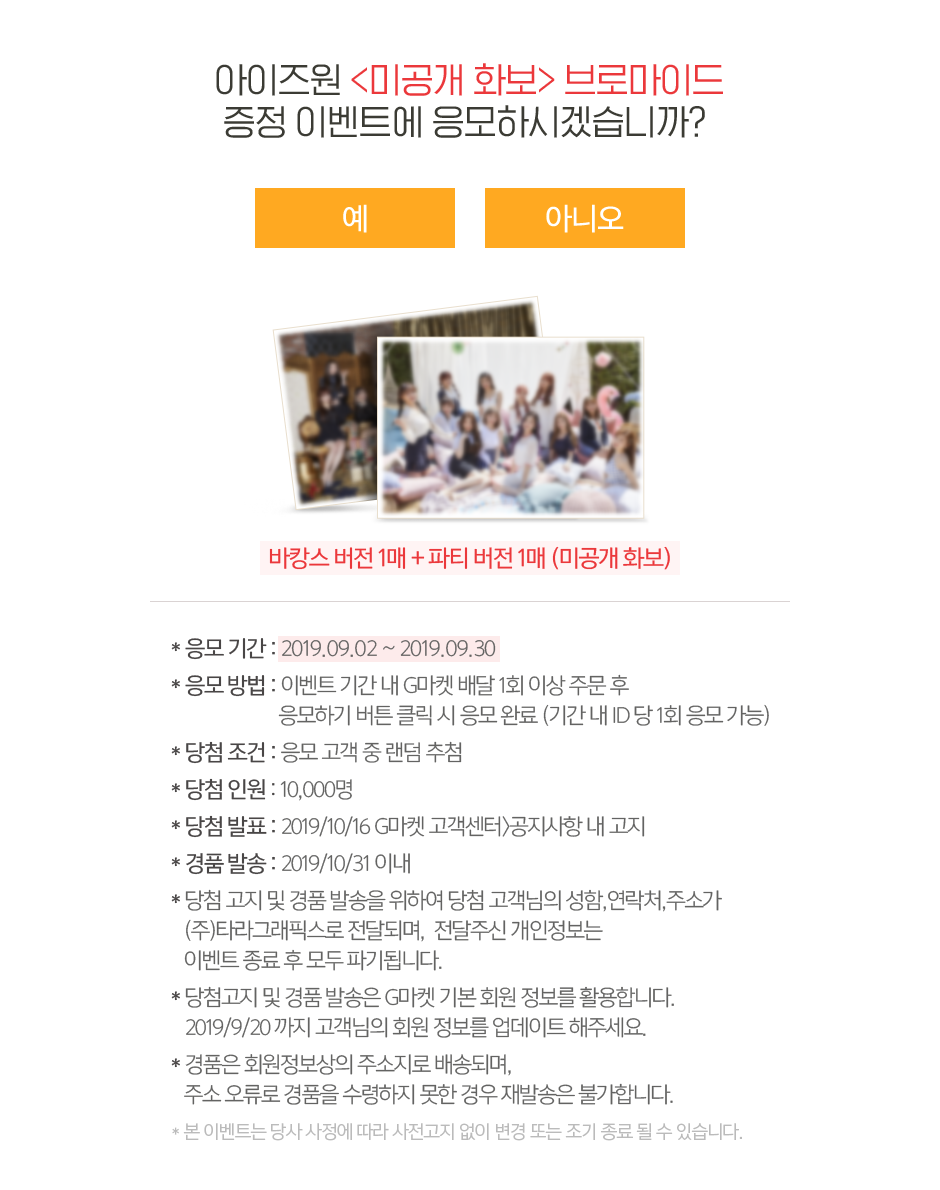 아이즈원 <미공개 화보> 브로마이드
증정 이벤트에 응모하시겠습니까?
예
아니오
바캉스 버전 1매 + 파티 버전 1매 (미공개 화보)
* 응모 기간 : 2019.09.02 ~ 2019.09.30
* 응모 방법 : 이벤트 기간 내 G마켓 배달 1회 이상 주문 후
응모하기 버튼 클릭 시 응모 완료 (기간 내 ID 당 1회 응모 가능)
* 당첨 조건 : 응모 고객 중 랜덤 추첨
* 당첨 인원 : 10,000명
* 당첨 발표 : 2019/10/16 G마켓 고객센터>공지사항 내 고지
* 경품 발송 : 2019/10/31 이내
* 당첨 고지 및 경품 발송을 위하여 당첨 고객님의 성함,연락처,주소가
(주)타라그래픽스로 전달되며, 전달주신 개인정보는
이벤트 종료 후 모두 파기됩니다.
* 당첨고지 및 경품 발송은 G마켓 기본 회원 정보를 활용합니다.
2019/9/20 까지 고객님의 회원 정보를 업데이트 해주세요.
* 경품은 회원정보상의 주소지로 배송되며,
주소 오류로 경품을 수령하지 못한 경우 재발송은 불가합니다.
* 본 이벤트는 당사 사정에 따라 사전고지 없이 변경 또는 조기 종료 될 수 있습니다.